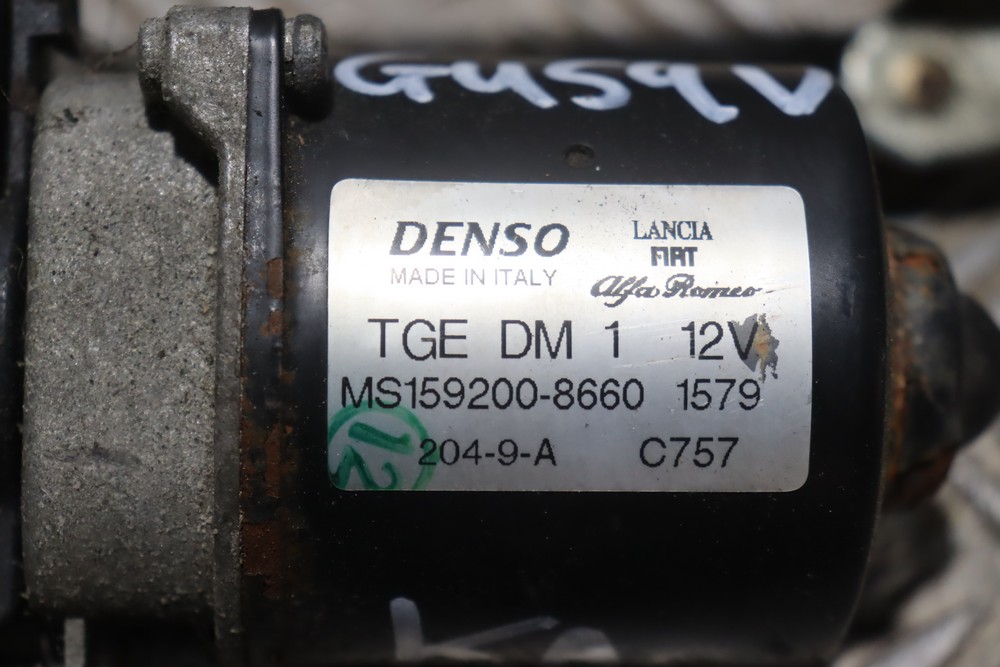 GUS9V
DENSO
MADE IN ITALY
LANCIA
FIAT
Alfa Romeo
TGE DM 1 12V
MS159200-8660 1579
12
204-9-A C757